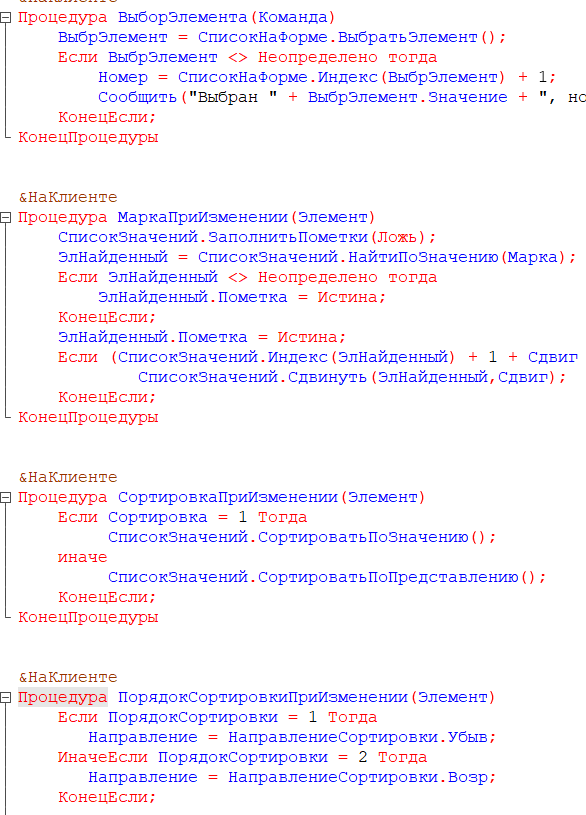 &НаКлиенте
Процедура ВыборЭлемента(Команда)
ВыбрЭлемент = СписокНаФорме.ВыбратьЭлемент();
Если ВыбрЭлемент <> Неопределено тогда
Номер = СписокНаФорме.Индекс(ВыбрЭлемент) + 1;
Сообщить("Выбран " + ВыбрЭлемент.Значение + ", но
КонецЕсли;
КонецПроцедуры
&НаКлиенте
Процедура МаркаПриИзменении(Элемент)
СписокЗначений.ЗаполнитьПометки(Ложь);
ЭлНайденный = СписокЗначений.НайтиПоЗначению(Марка);
Если ЭлНайденный <> Неопределено тогда
ЭлНайденный.Пометка = Истина;
КонецЕсли;
ЭлНайденный.Пометка = Истина;
Если (СписокЗначений.Индекс(ЭлНайденный) + 1 + Сдвиг
СписокЗначений.Сдвинуть(ЭлНайденный,Сдвиг);
КонецЕсли;
КонецПроцедуры
&НаКлиенте
Процедура СортировкаПриИзменении(Элемент)
Если Сортировка = 1 Тогда
СписокЗначений.СортироватьПоЗначению();
иначе
СписокЗначений.СортироватьПоПредставлению();
КонецЕсли;
КонецПроцедуры
&НаКлиенте
Процедура ПорядокСортировкиПриИзменении(Элемент)
Если ПорядокСортировки = 1 Тогда
Направление = НаправлениеСортировки.Убыв;
ИначеЕсли ПорядокСортировки = 2 Тогда
Направление = НаправлениеСортировки.Возр;
КонецЕсли;